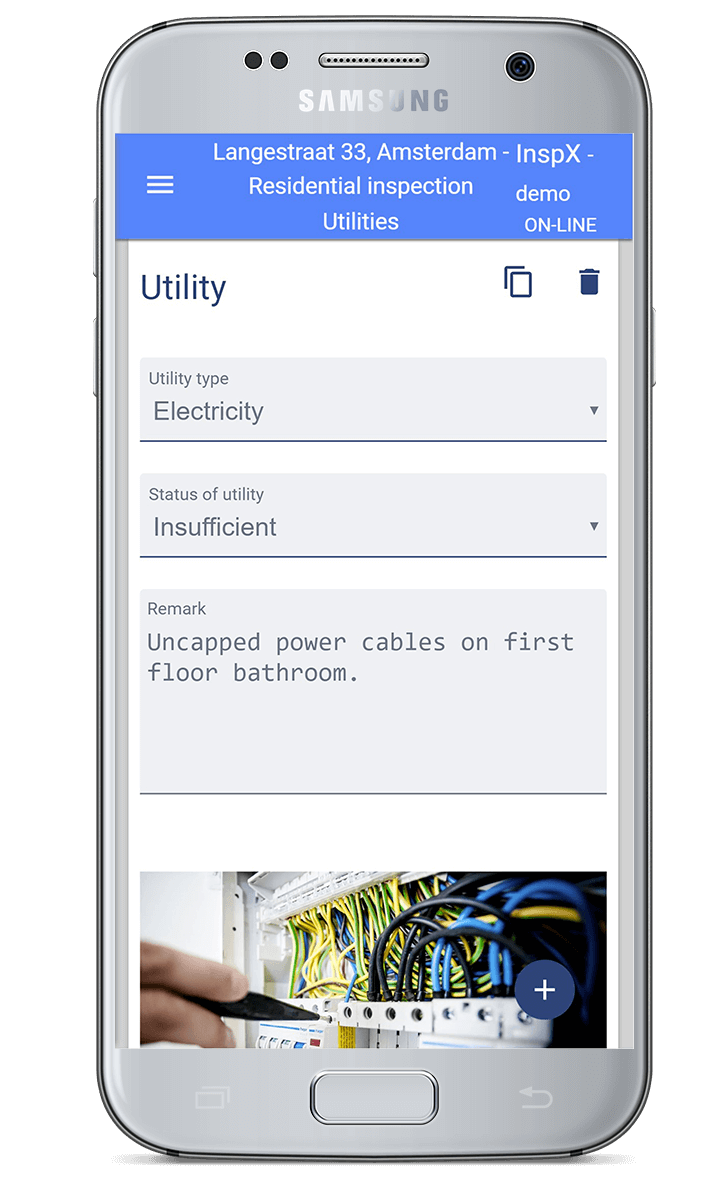 SAMSUNG
Langestraat 33, Amsterdam - InspX -
Residential inspection demo
Utilities ON-LINE
Utility
Utility type
Electricity
Status of utility
Insufficient
Remark
Uncapped power cables on first
floor bathroom.